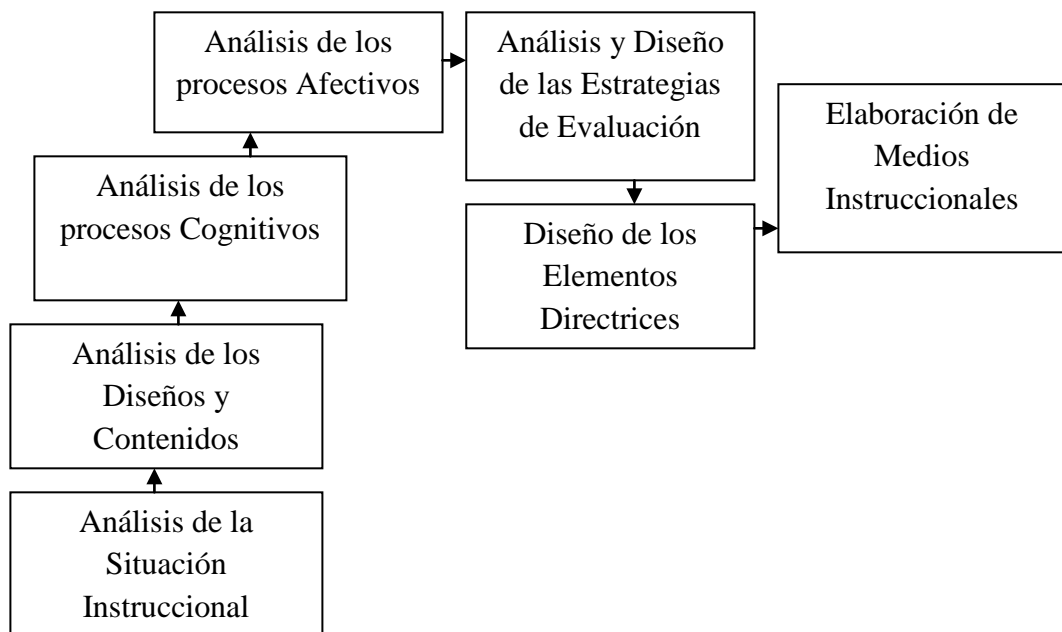 Análisis de los
procesos Afectivos
Análisis y Diseño
de las Estrategias
de Evaluación
Elaboración de
Medios
Instruccionales
Análisis de los
procesos Cognitivos
Diseño de los
Elementos
Directrices
Análisis de los
Diseños y
Contenidos
Análisis de la
Situación
Instruccional